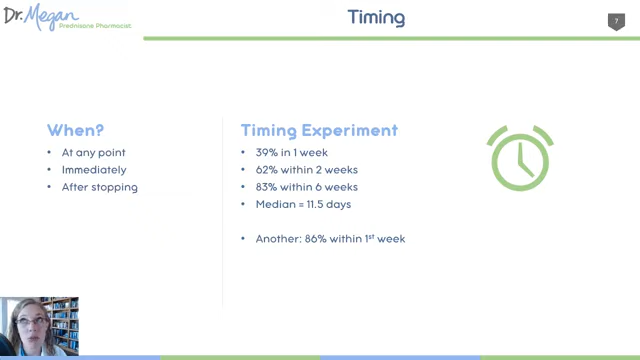 Dr. Megan
Prednisone Pharmacist
Timing
7
When?
• At any point
• Immediately
• After stopping
Timing Experiment
• 39% in 1 week
• 62% within 2 weeks
• 83% within 6 weeks
• Median = 11.5 days
• Another: 86% within 1st week